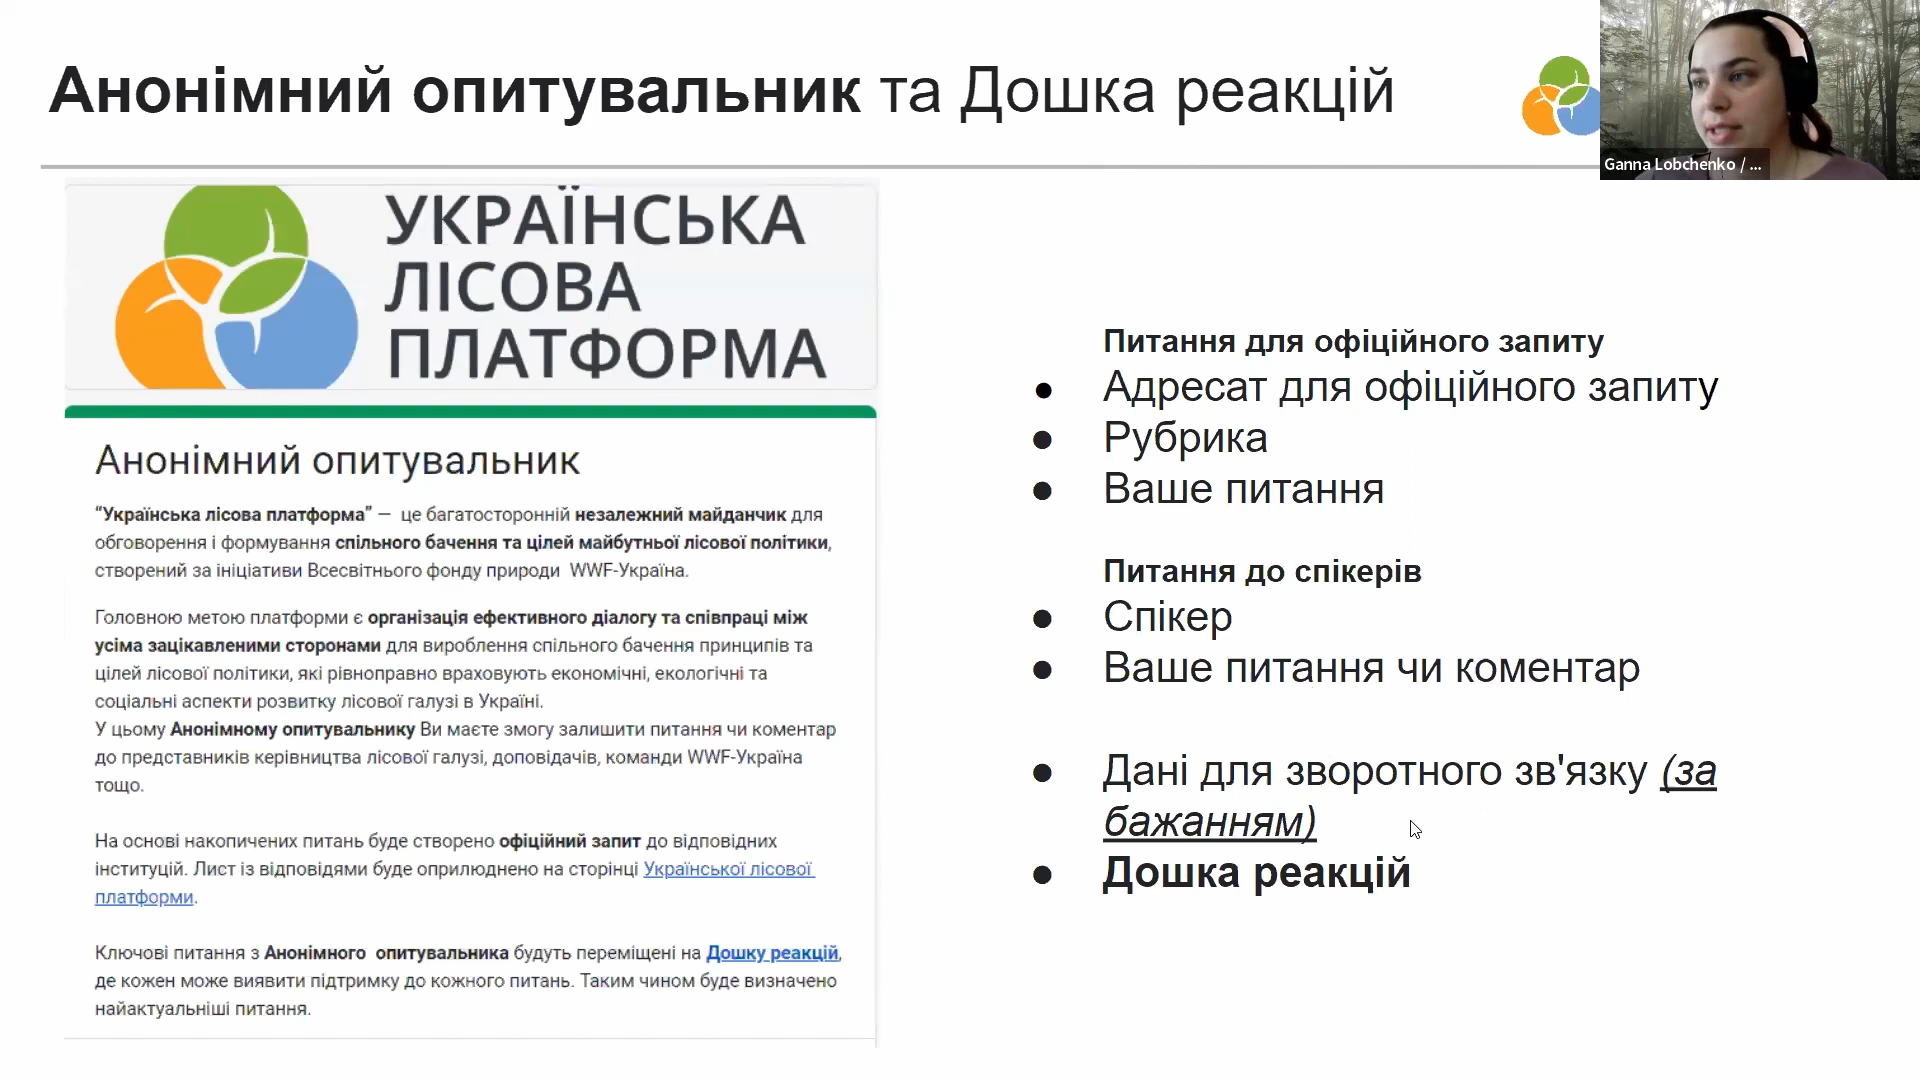 Анонімний опитувальник та Дошка реакцій
Ganna Lobchenko / ...
УКРАЇНСЬКА
ЛІСОВА
ПЛАТФОРМА
Анонімний опитувальник
“Українська лісова платформа” — це багатосторонній незалежний майданчик для
обговорення і формування спільного бачення та цілей майбутньої лісової політики,
створений за ініціативи Всесвітнього фонду природи WWF-Україна.
Головною метою платформи є організація ефективного діалогу та співпраці між
усіма зацікавленими сторонами для вироблення спільного бачення принципів та
цілей лісової політики, які рівноправно враховують економічні, екологічні та
соціальні аспекти розвитку лісової галузі в Україні.
У цьому Анонімному опитувальнику Ви маєте змогу залишити питання чи коментар
до представників керівництва лісової галузі, доповідачів, команди WWF-Україна
тощо.
На основі накопичених питань буде створено офіційний запит до відповідних
інституцій. Лист із відповідями буде оприлюднено на сторінці Української лісової
платформи.
Ключові питання з Анонімного опитувальника будуть переміщені на Дошку реакцій,
де кожен може виявити підтримку до кожного питань. Таким чином буде визначено
найактуальніші питання.
Питання для офіційного запиту
● Адресат для офіційного запиту
● Рубрика
● Ваше питання
Питання до спікерів
● Спікер
● Ваше питання чи коментар
● Дані для зворотного зв'язку (за
бажанням)
● Дошка реакцій